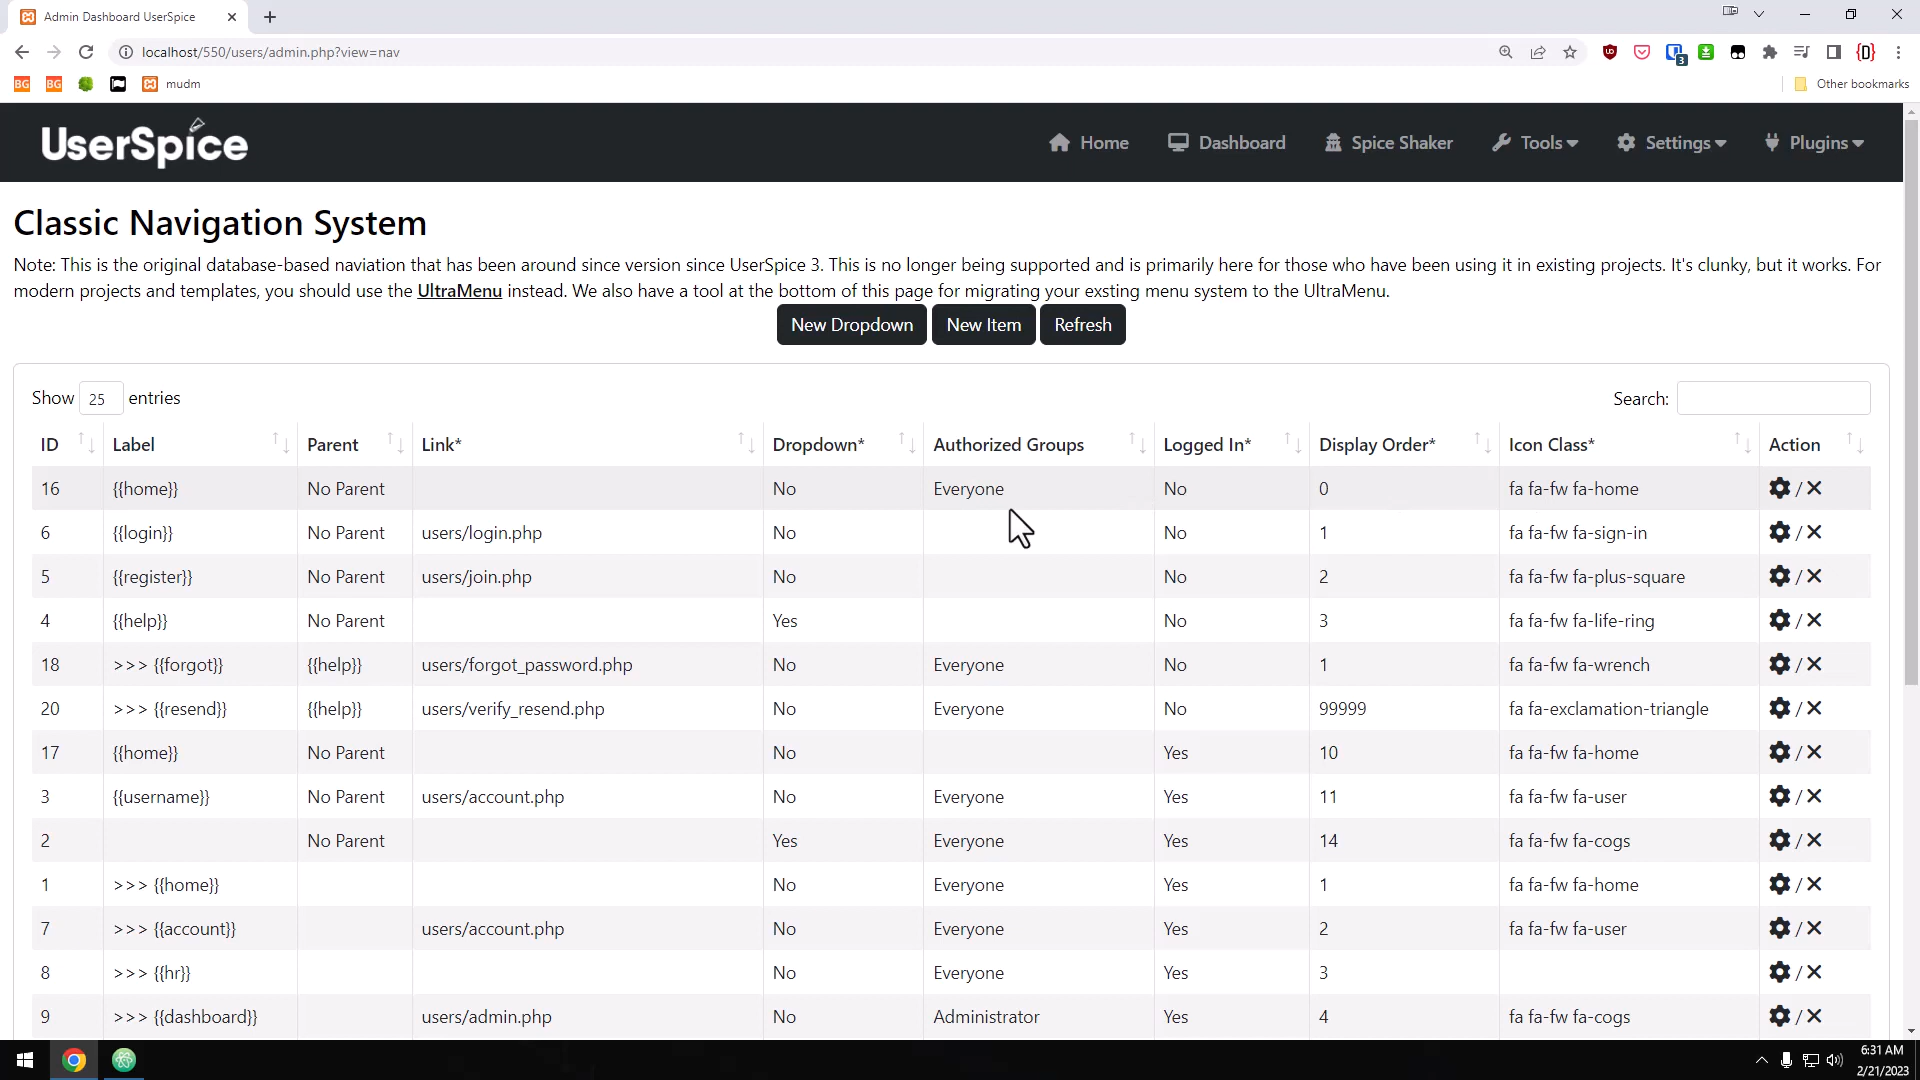 Admin Dashboard UserSpice
localhost/550/users/admin.php?view=nav
3
BG BG mudm Other bookmarks
UserSpice Home Dashboard Spice Shaker Tools Settings Plugins
Classic Navigation System
Note: This is the original database-based naviation that has been around since version since UserSpice 3. This is no longer being supported and is primarily here for those who have been using it in existing projects. It's clunky, but it works. For
modern projects and templates, you should use the UltraMenu instead. We also have a tool at the bottom of this page for migrating your exsting menu system to the UltraMenu.
New Dropdown New Item Refresh
Show 25 entries Search:
ID Label Parent Link* Dropdown* Authorized Groups Logged In* Display Order* Icon Class* Action
16 {{home}} No Parent No Everyone No 0 fa fa-fw fa-home /
6 {{login}} No Parent users/login.php No No 1 fa fa-fw fa-sign-in /
5 {{register}} No Parent users/join.php No No 2 fa fa-fw fa-plus-square /
4 {{help}} No Parent Yes No 3 fa fa-fw fa-life-ring /
18 >>> {{forgot}} {{help}} users/forgot_password.php No Everyone No 1 fa fa-fw fa-wrench /
20 >>> {{resend}} {{help}} users/verify_resend.php No Everyone No 99999 fa fa-exclamation-triangle /
17 {{home}} No Parent No Yes 10 fa fa-fw fa-home /
3 {{username}} No Parent users/account.php No Everyone Yes 11 fa fa-fw fa-user /
2 No Parent Yes Everyone Yes 14 fa fa-fw fa-cogs /
1 >>> {{home}} No Everyone Yes 1 fa fa-fw fa-home /
7 >>> {{account}} users/account.php No Everyone Yes 2 fa fa-fw fa-user /
8 >>> {{hr}} No Everyone Yes 3 /
9 >>> {{dashboard}} users/admin.php No Administrator Yes 4 fa fa-fw fa-cogs /
6:31 AM
2/21/2023